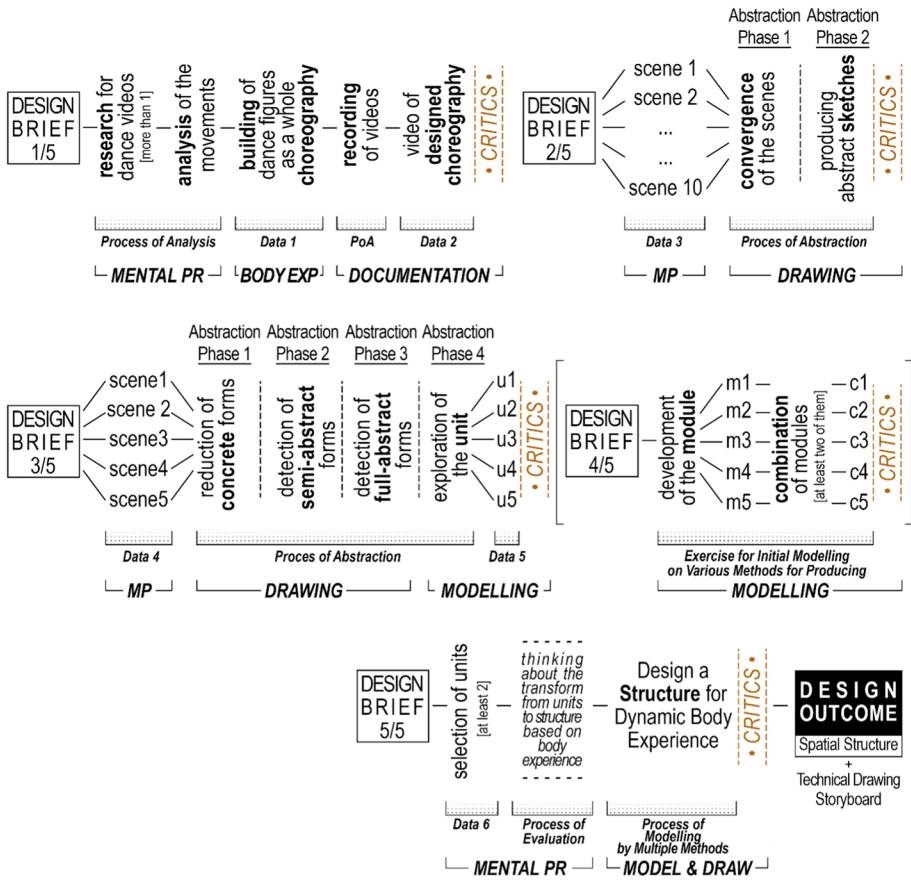 DESIGN
BRIEF
1/5
research for
dance videos
[more than 1]
analysis of the
movements
building of
dance figures
as a whole
choreography
recording
of videos
video of
designed
choreography
• CRITICS •
Process of Analysis
Data 1
PoA
Data 2
MENTAL PR
BODY EXP
DOCUMENTATION
DESIGN
BRIEF
2/5
scene 1
scene 2
...
...
scene 10
Abstraction
Phase 1
convergence
of the scenes
Abstraction
Phase 2
producing
abstract sketches
• CRITICS •
Data 3
Proces of Abstraction
MP
DRAWING
DESIGN
BRIEF
3/5
scene1
scene 2
scene3
scene4
scene5
Abstraction
Phase 1
reduction of
concrete forms
Abstraction
Phase 2
detection of
semi-abstract
forms
Abstraction
Phase 3
detection of
full-abstract
forms
Abstraction
Phase 4
exploration of
the unit
u1
u2
u3
u4
u5
• CRITICS •
Data 4
Proces of Abstraction
Data 5
MP
DRAWING
MODELLING
DESIGN
BRIEF
4/5
development
of the module
m1
m2
m3
m4
m5
combination
of modules
[at least two of them]
c1
c2
c3
c4
c5
• CRITICS •
Exercise for Initial Modelling
on Various Methods for Producing
MODELLING
DESIGN
BRIEF
5/5
selection of units
[at least 2]
thinking
about the
transform
from units
to structure
based on
body
experience
Design a
Structure for
Dynamic Body
Experience
• CRITICS •
DESIGN
OUTCOME
Spatial Structure
+
Technical Drawing
Storyboard
Data 6
Process of
Evaluation
Process of
Modelling
by Multiple Methods
MENTAL PR
MODEL & DRAW